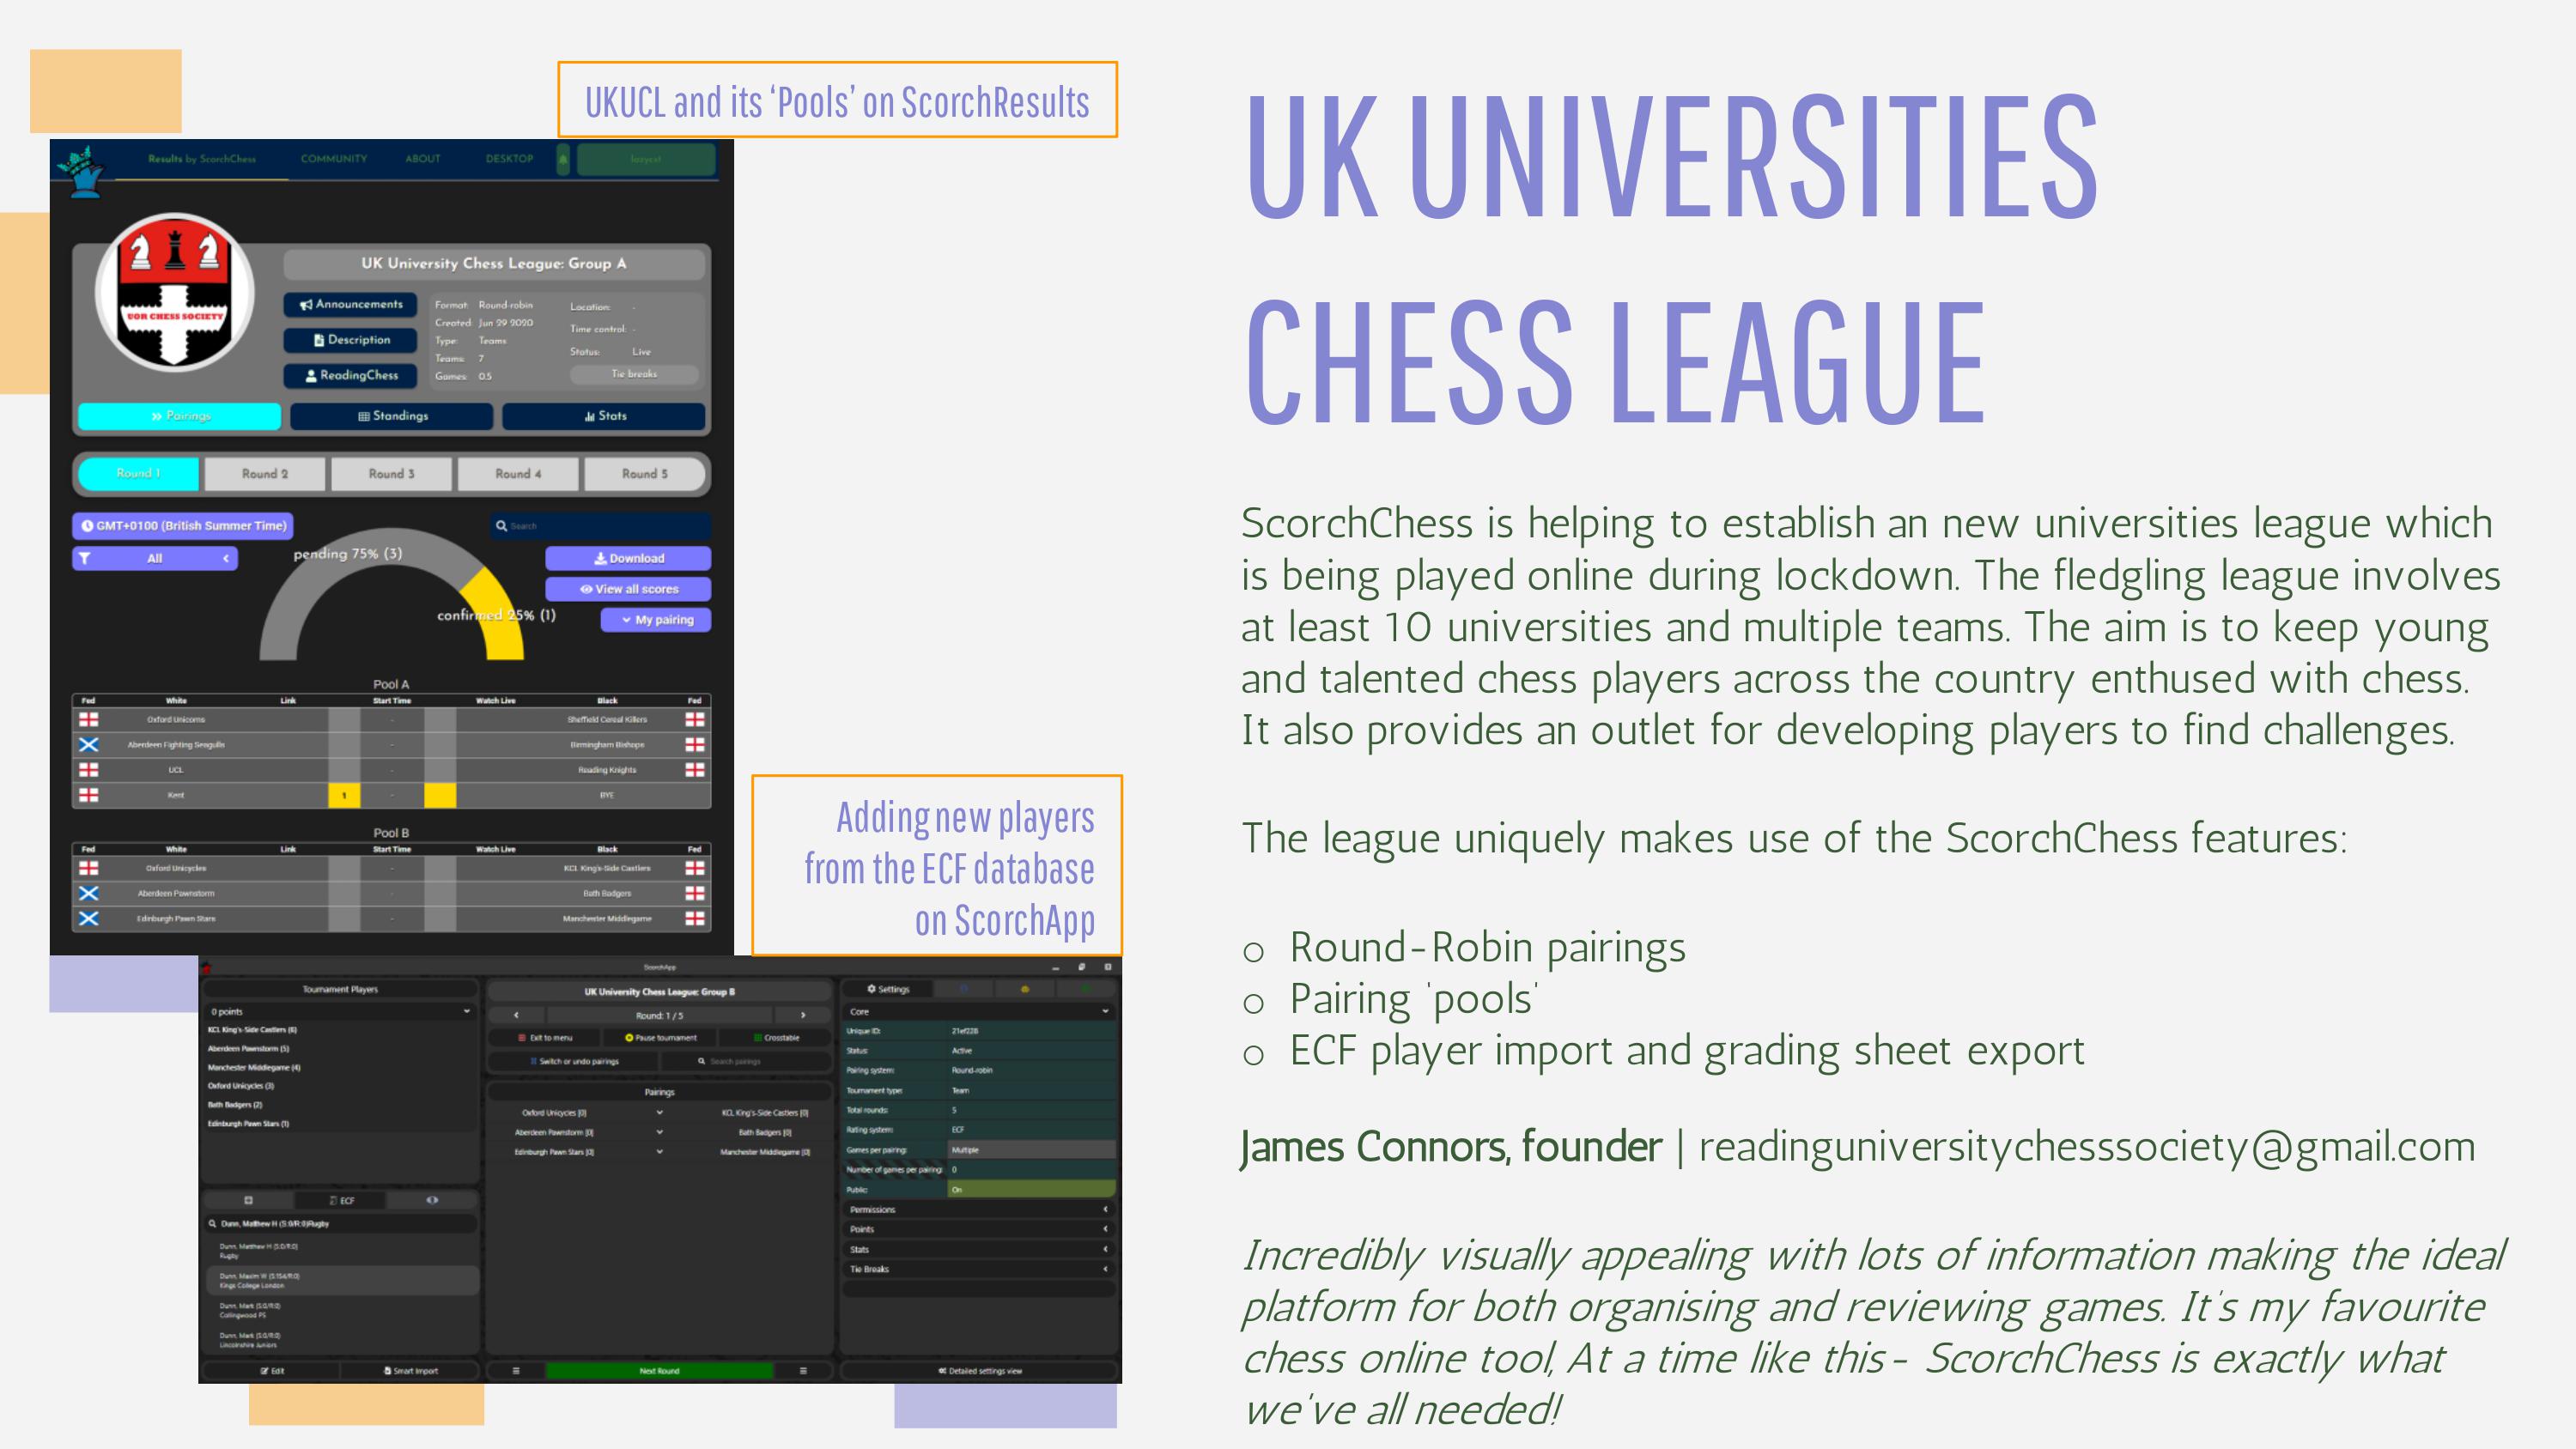 UKUCL and its ‘Pools’ on ScorchResults
Results by ScorchChess COMMUNITY ABOUT DESKTOP
UOR CHESS SOCIETY
UK University Chess League: Group A
Announcements
Description
ReadingChess
Format: Round-robin
Created: Jun 29 2020
Type: Teams
Teams: 7
Games: 0.5
Location: -
Time control: -
Status: Live
Tie breaks
Pairings Standings Stats
Round 1 Round 2 Round 3 Round 4 Round 5
GMT+0100 (British Summer Time)
Search
All
pending 75% (3)
Download
View all scores
confirmed 25% (1)
My pairing
Pool A
Fed White Link Start Time Watch Live Black Fed
Oxford Unicorns - Sheffield Cereal Killers
Aberdeen Fighting Seagulls - Birmingham Bishops
UCL - Reading Knights
Kent 1 - BYE
Pool B
Fed White Link Start Time Watch Live Black Fed
Oxford Unicycles - KCL King's-Side Castlers
Aberdeen Pawnstorm - Bath Badgers
Edinburgh Pawn Stars - Manchester Middlegame
Adding new players
from the ECF database
on ScorchApp
ScorchApp
Tournament Players
0 points
KCL King's-Side Castlers (6)
Aberdeen Pawnstorm (5)
Manchester Middlegame (4)
Oxford Unicycles (3)
Bath Badgers (2)
Edinburgh Pawn Stars (1)
ECF
Dunn, Matthew H (S:0/R:0)Rugby
Dunn, Matthew H (S:0/R:0)
Rugby
Dunn, Maxim W (S:154/R:0)
Kings College London
Dunn, Mark (S:0/R:0)
Collingwood PS
Dunn, Mark (S:0/R:0)
Lincolnshire Juniors
Edit Smart Import
UK University Chess League: Group B
Round: 1 / 5
Exit to menu Pause tournament Crosstable
Switch or undo pairings Search pairings
Pairings
Oxford Unicycles [0] KCL King's-Side Castlers [0]
Aberdeen Pawnstorm [0] Bath Badgers [0]
Edinburgh Pawn Stars [0] Manchester Middlegame [0]
Next Round
Settings
Core
Unique ID: 21ef228
Status: Active
Pairing system: Round-robin
Tournament type: Team
Total rounds: 5
Rating system: ECF
Games per pairing: Multiple
Number of games per pairing: 0
Public: On
Permissions
Points
Stats
Tie Breaks
Detailed settings view
UK UNIVERSITIES
CHESS LEAGUE
ScorchChess is helping to establish an new universities league which
is being played online during lockdown. The fledgling league involves
at least 10 universities and multiple teams. The aim is to keep young
and talented chess players across the country enthused with chess.
It also provides an outlet for developing players to find challenges.
The league uniquely makes use of the ScorchChess features:
o Round-Robin pairings
o Pairing 'pools'
o ECF player import and grading sheet export
James Connors, founder | readinguniversitychesssociety@gmail.com
Incredibly visually appealing with lots of information making the ideal
platform for both organising and reviewing games. It's my favourite
chess online tool, At a time like this- ScorchChess is exactly what
we've all needed!